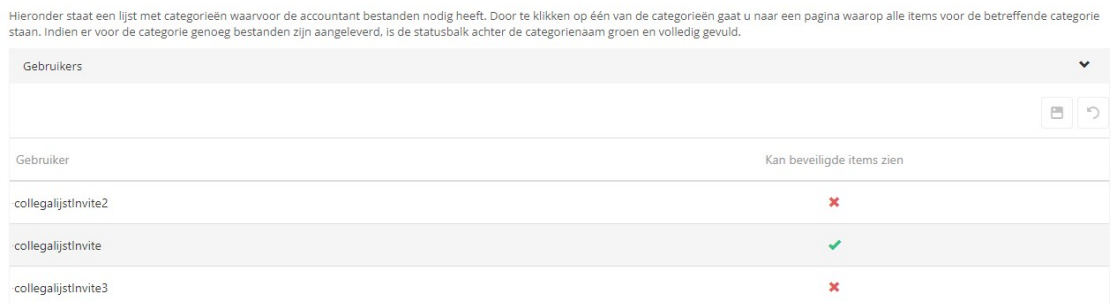 Hieronder staat een lijst met categorieën waarvoor de accountant bestanden nodig heeft. Door te klikken op één van de categorieën gaat u naar een pagina waarop alle items voor de betreffende categorie
staan. Indien er voor de categorie genoeg bestanden zijn aangeleverd, is de statusbalk achter de categorienaam groen en volledig gevuld.
Gebruikers
Gebruiker Kan beveiligde items zien
collegalijstInvite2
collegalijstInvite
collegalijstInvite3